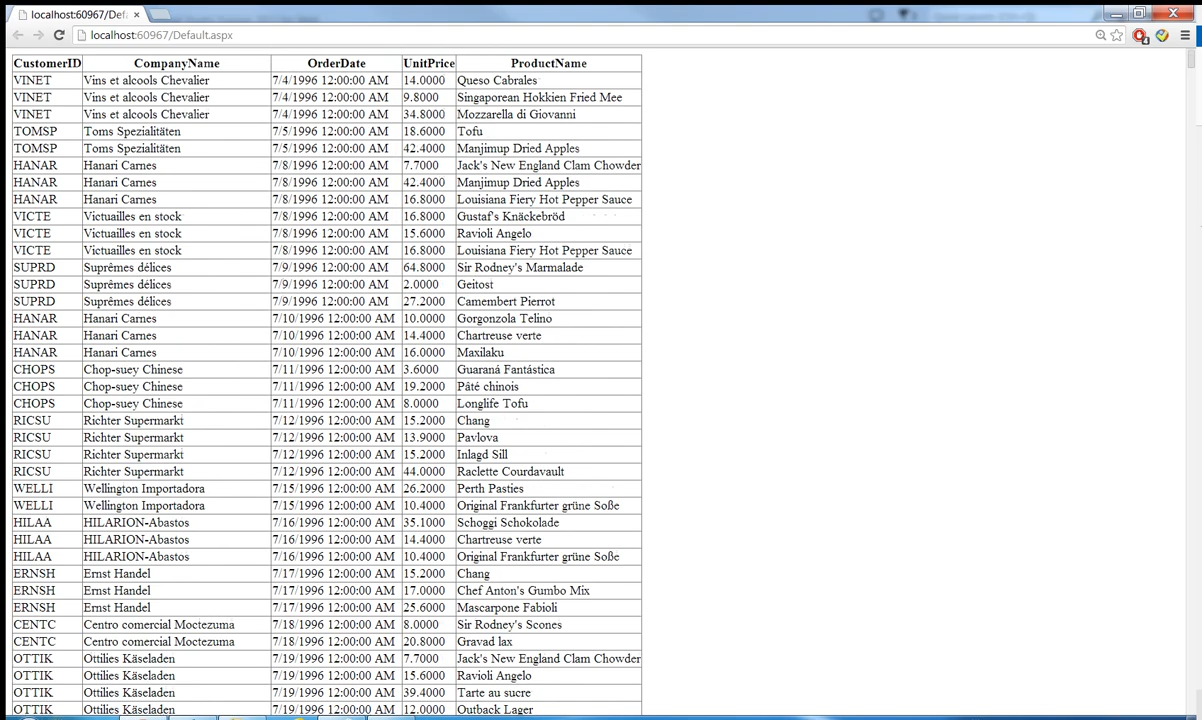 localhost:60967/Defa
localhost:60967/Default.aspx
CustomerID CompanyName OrderDate UnitPrice ProductName
VINET Vins et alcools Chevalier 7/4/1996 12:00:00 AM 14.0000 Queso Cabrales
VINET Vins et alcools Chevalier 7/4/1996 12:00:00 AM 9.8000 Singaporean Hokkien Fried Mee
VINET Vins et alcools Chevalier 7/4/1996 12:00:00 AM 34.8000 Mozzarella di Giovanni
TOMSP Toms Spezialitäten 7/5/1996 12:00:00 AM 18.6000 Tofu
TOMSP Toms Spezialitäten 7/5/1996 12:00:00 AM 42.4000 Manjimup Dried Apples
HANAR Hanari Carnes 7/8/1996 12:00:00 AM 7.7000 Jack's New England Clam Chowder
HANAR Hanari Carnes 7/8/1996 12:00:00 AM 42.4000 Manjimup Dried Apples
HANAR Hanari Carnes 7/8/1996 12:00:00 AM 16.8000 Louisiana Fiery Hot Pepper Sauce
VICTE Victuailles en stock 7/8/1996 12:00:00 AM 16.8000 Gustaf's Knäckebröd
VICTE Victuailles en stock 7/8/1996 12:00:00 AM 15.6000 Ravioli Angelo
VICTE Victuailles en stock 7/8/1996 12:00:00 AM 16.8000 Louisiana Fiery Hot Pepper Sauce
SUPRD Suprêmes délices 7/9/1996 12:00:00 AM 64.8000 Sir Rodney's Marmalade
SUPRD Suprêmes délices 7/9/1996 12:00:00 AM 2.0000 Geitost
SUPRD Suprêmes délices 7/9/1996 12:00:00 AM 27.2000 Camembert Pierrot
HANAR Hanari Carnes 7/10/1996 12:00:00 AM 10.0000 Gorgonzola Telino
HANAR Hanari Carnes 7/10/1996 12:00:00 AM 14.4000 Chartreuse verte
HANAR Hanari Carnes 7/10/1996 12:00:00 AM 16.0000 Maxilaku
CHOPS Chop-suey Chinese 7/11/1996 12:00:00 AM 3.6000 Guaraná Fantástica
CHOPS Chop-suey Chinese 7/11/1996 12:00:00 AM 19.2000 Pâté chinois
CHOPS Chop-suey Chinese 7/11/1996 12:00:00 AM 8.0000 Longlife Tofu
RICSU Richter Supermarkt 7/12/1996 12:00:00 AM 15.2000 Chang
RICSU Richter Supermarkt 7/12/1996 12:00:00 AM 13.9000 Pavlova
RICSU Richter Supermarkt 7/12/1996 12:00:00 AM 15.2000 Inlagd Sill
RICSU Richter Supermarkt 7/12/1996 12:00:00 AM 44.0000 Raclette Courdavault
WELLI Wellington Importadora 7/15/1996 12:00:00 AM 26.2000 Perth Pasties
WELLI Wellington Importadora 7/15/1996 12:00:00 AM 10.4000 Original Frankfurter grüne Soße
HILAA HILARION-Abastos 7/16/1996 12:00:00 AM 35.1000 Schoggi Schokolade
HILAA HILARION-Abastos 7/16/1996 12:00:00 AM 14.4000 Chartreuse verte
HILAA HILARION-Abastos 7/16/1996 12:00:00 AM 10.4000 Original Frankfurter grüne Soße
ERNSH Ernst Handel 7/17/1996 12:00:00 AM 15.2000 Chang
ERNSH Ernst Handel 7/17/1996 12:00:00 AM 17.0000 Chef Anton's Gumbo Mix
ERNSH Ernst Handel 7/17/1996 12:00:00 AM 25.6000 Mascarpone Fabioli
CENTC Centro comercial Moctezuma 7/18/1996 12:00:00 AM 8.0000 Sir Rodney's Scones
CENTC Centro comercial Moctezuma 7/18/1996 12:00:00 AM 20.8000 Gravad lax
OTTIK Ottilies Käseladen 7/19/1996 12:00:00 AM 7.7000 Jack's New England Clam Chowder
OTTIK Ottilies Käseladen 7/19/1996 12:00:00 AM 15.6000 Ravioli Angelo
OTTIK Ottilies Käseladen 7/19/1996 12:00:00 AM 39.4000 Tarte au sucre
OTTIK Ottilies Käseladen 7/19/1996 12:00:00 AM 12.0000 Outback Lager